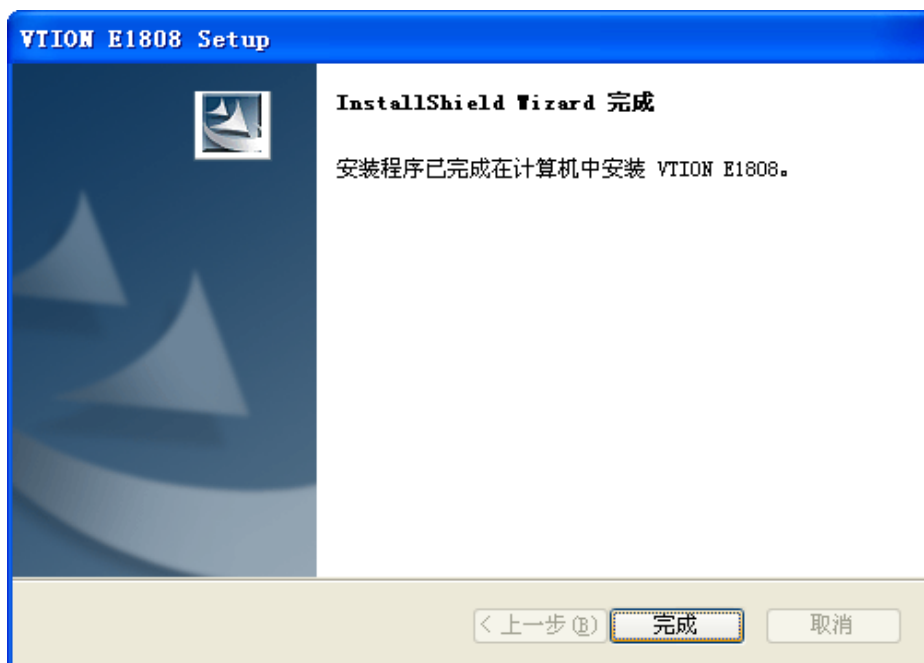 VTION E1808 Setup
InstallShield Wizard 完成
安装程序已完成在计算机中安装 VTION E1808。
< 上一步(B)
完成
取消